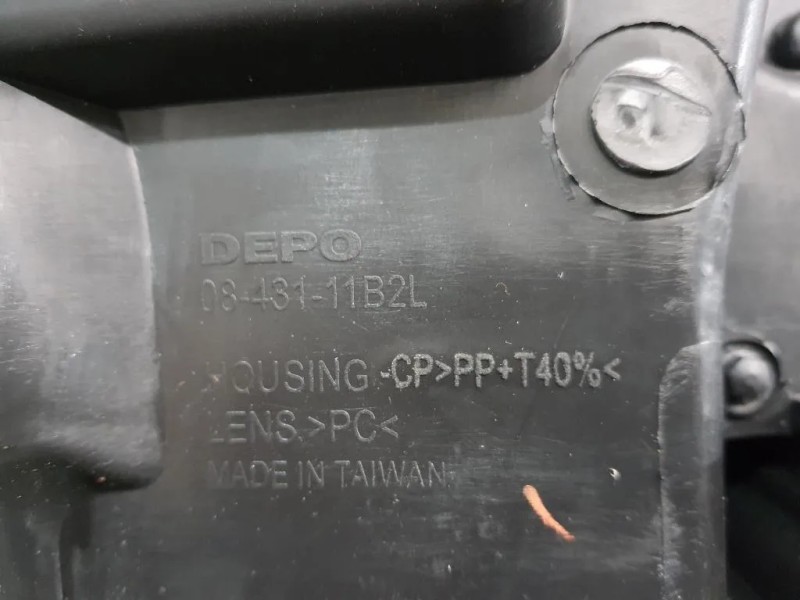 DEPO
08-431-11B2L
HOUSING -CP>PP+T40%<
LENS >PC<
MADE IN TAIWAN